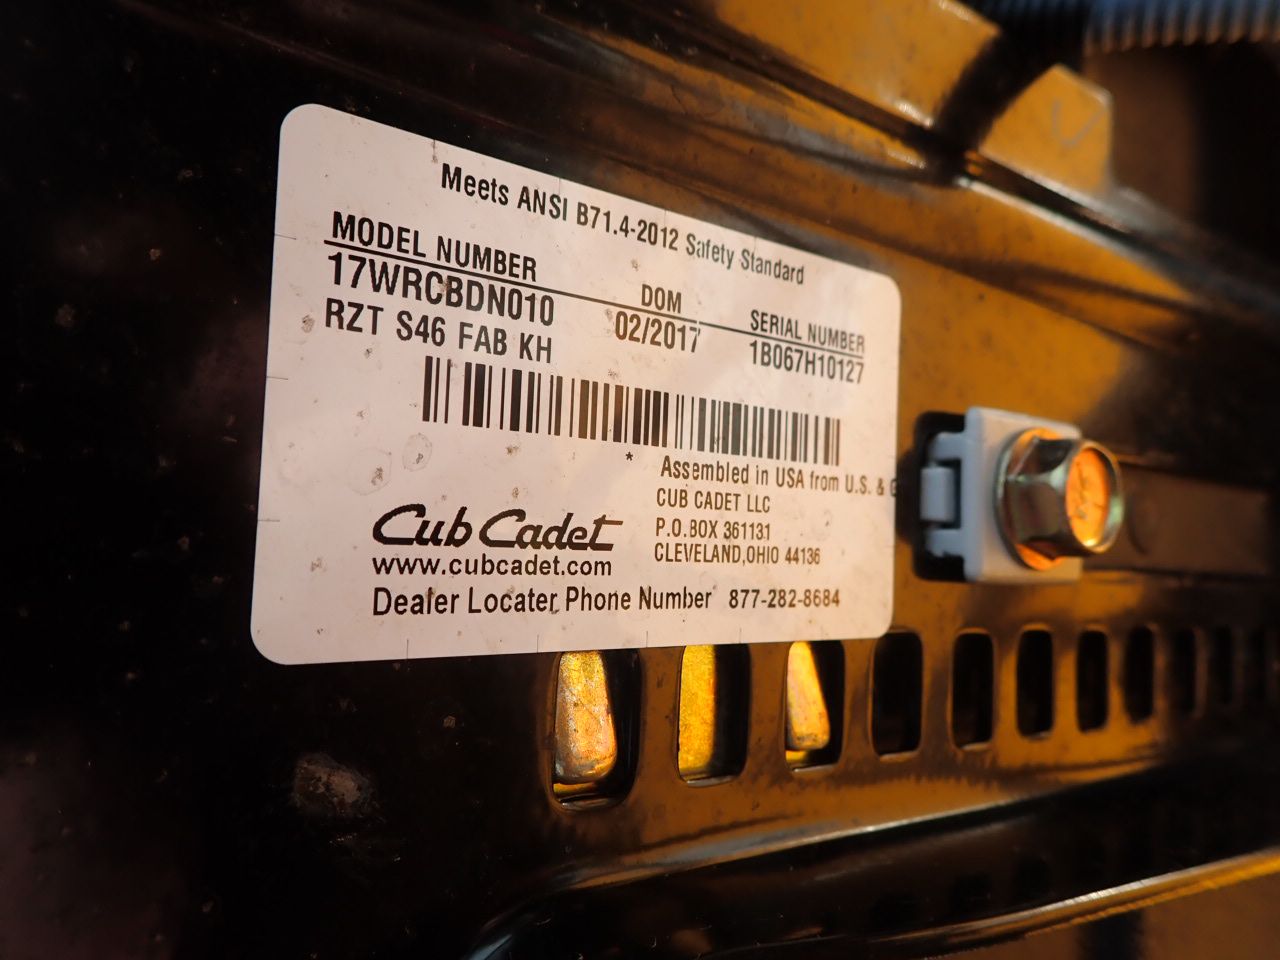 Meets ANSI B71.4-2012 Safety Standard
MODEL NUMBER DOM SERIAL NUMBER
17WRCBDN010 02/2017 1B067H10127
RZT S46 FAB KH
*
Assembled in USA from U.S. &
Cub Cadet
CUB CADET LLC
P.O.BOX 361131
www.cubcadet.com
CLEVELAND,OHIO 44136
Dealer Locater Phone Number 877-282-8684